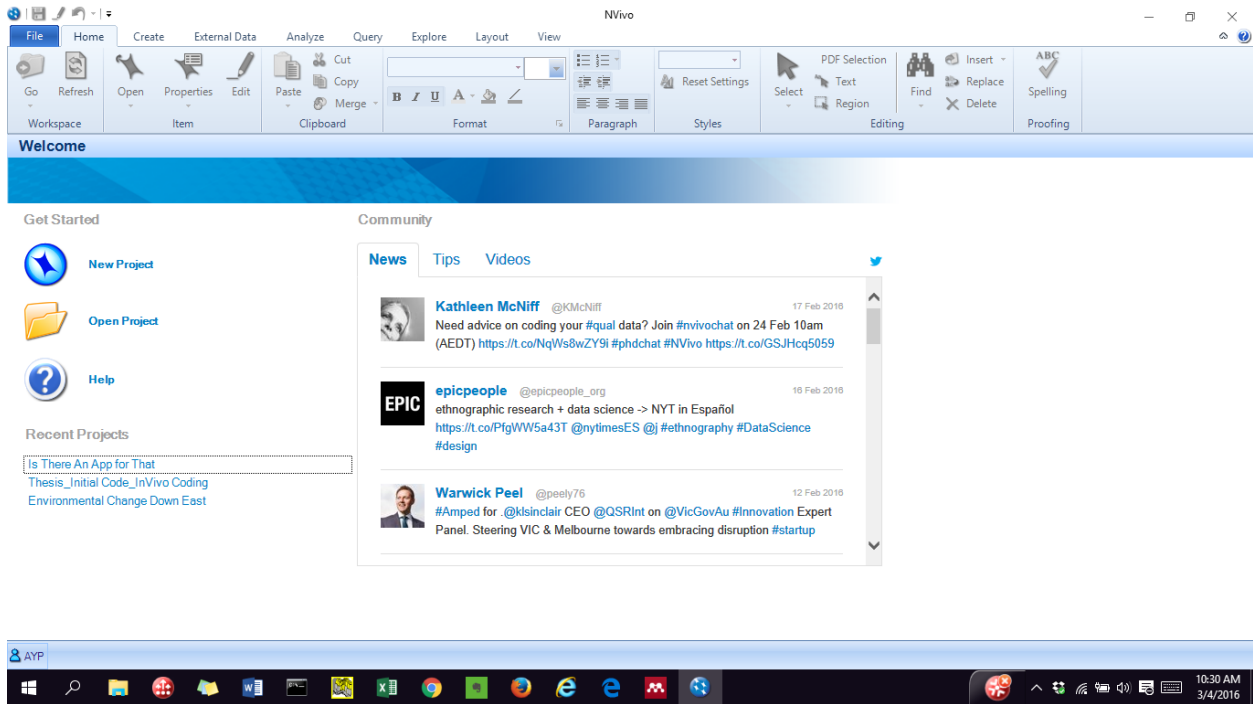 NVivo
File Home Create External Data Analyze Query Explore Layout View
Go Refresh Open Properties Edit Paste Cut
Copy
Merge
B I U A
Reset Settings
Select PDF Selection
Text
Region
Find Insert
Replace
Delete
ABC
Spelling
Workspace Item Clipboard Format Paragraph Styles Editing Proofing
Welcome
Get Started
New Project
Open Project
Help
Recent Projects
Is There An App for That
Thesis_Initial Code_InVivo Coding
Environmental Change Down East
Community
News Tips Videos
Kathleen McNiff @KMcNiff 17 Feb 2016
Need advice on coding your #qual data? Join #nvivochat on 24 Feb 10am
(AEDT) https://t.co/NqWs8wZY9i #phdchat #NVivo https://t.co/GSJHcq5059
EPIC
epicpeople @epicpeople_org 16 Feb 2016
ethnographic research + data science -> NYT in Español
https://t.co/PfgWW5a43T @nytimesES @j #ethnography #DataScience
#design
Warwick Peel @peely76 12 Feb 2016
#Amped for .@klsinclair CEO @QSRInt on @VicGovAu #Innovation Expert
Panel. Steering VIC & Melbourne towards embracing disruption #startup
AYP
10:30 AM
3/4/2016